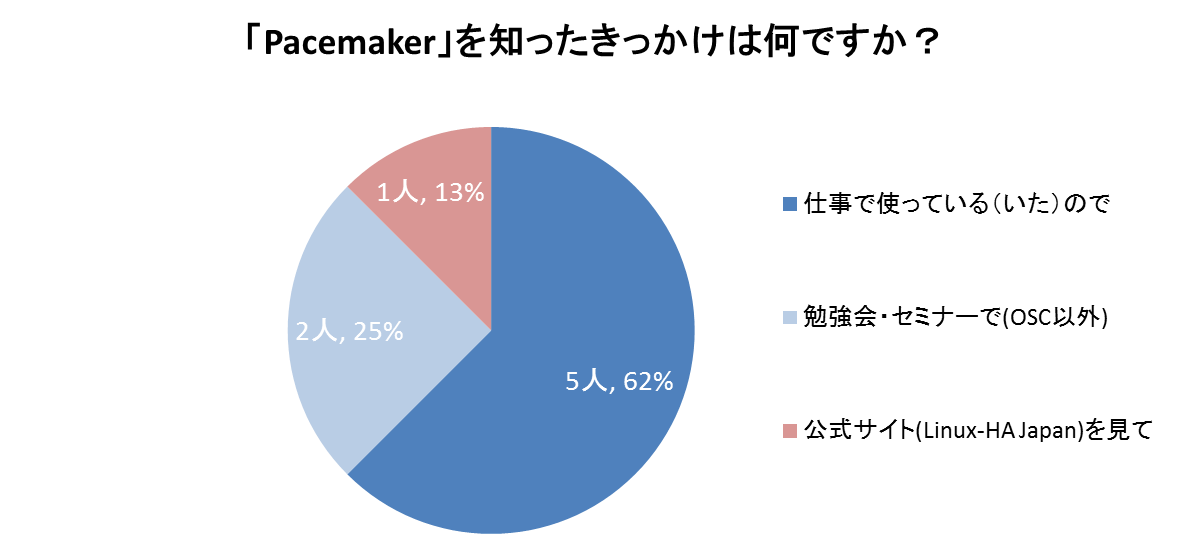 「Pacemaker」を知ったきっかけは何ですか？
1人, 13%
2人, 25%
5人, 62%
仕事で使っている（いた）ので
勉強会・セミナーで(OSC以外)
公式サイト(Linux-HA Japan)を見て